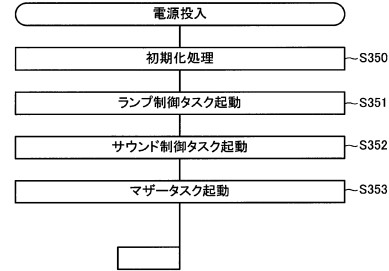 電源投入
初期化処理 S350
ランプ制御タスク起動 S351
サウンド制御タスク起動 S352
マザータスク起動 S353